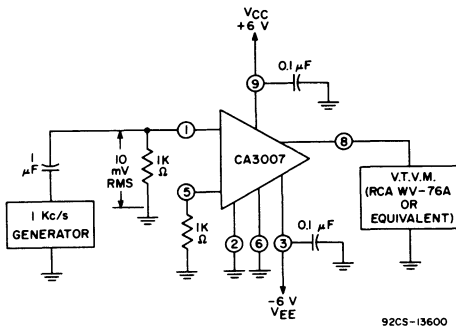 VCC
+6 V
0.1 µF
9
1
10
mV
RMS
1K
Ω
1
µF
1 Kc/s
GENERATOR
CA3007
8
V.T.V.M.
(RCA WV-76A
OR
EQUIVALENT)
5
1K
Ω
2
6
3
0.1 µF
-6 V
VEE
92CS-13600